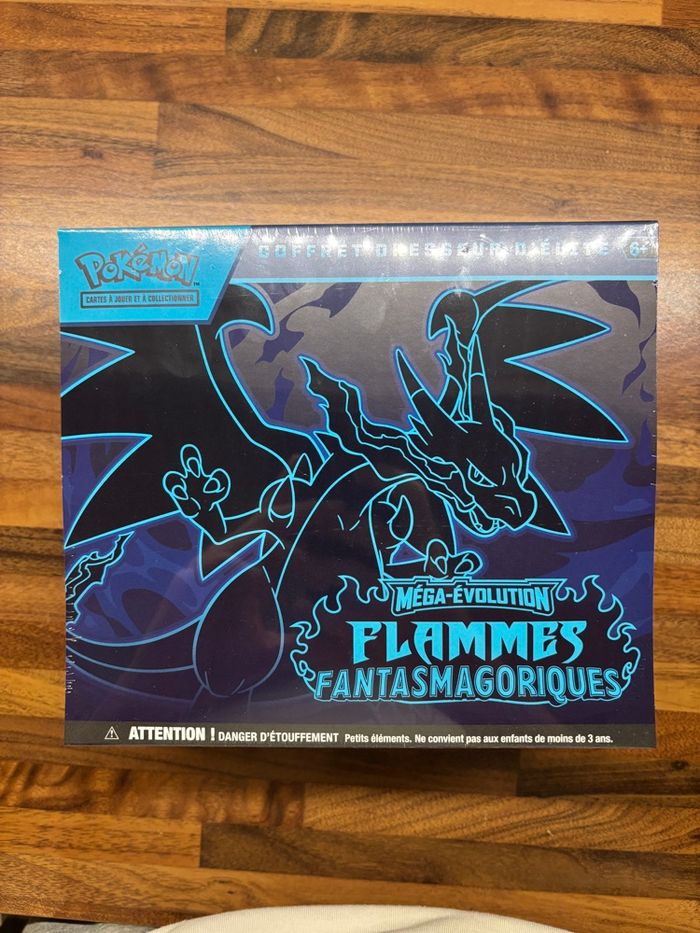 POKÉMON™
CARTES À JOUER ET À COLLECTIONNER
COFFRET DRESSEUR D'ÉLITE 6+
MÉGA-ÉVOLUTION
FLAMMES
FANTASMAGORIQUES
⚠ ATTENTION ! DANGER D'ÉTOUFFEMENT Petits éléments. Ne convient pas aux enfants de moins de 3 ans.